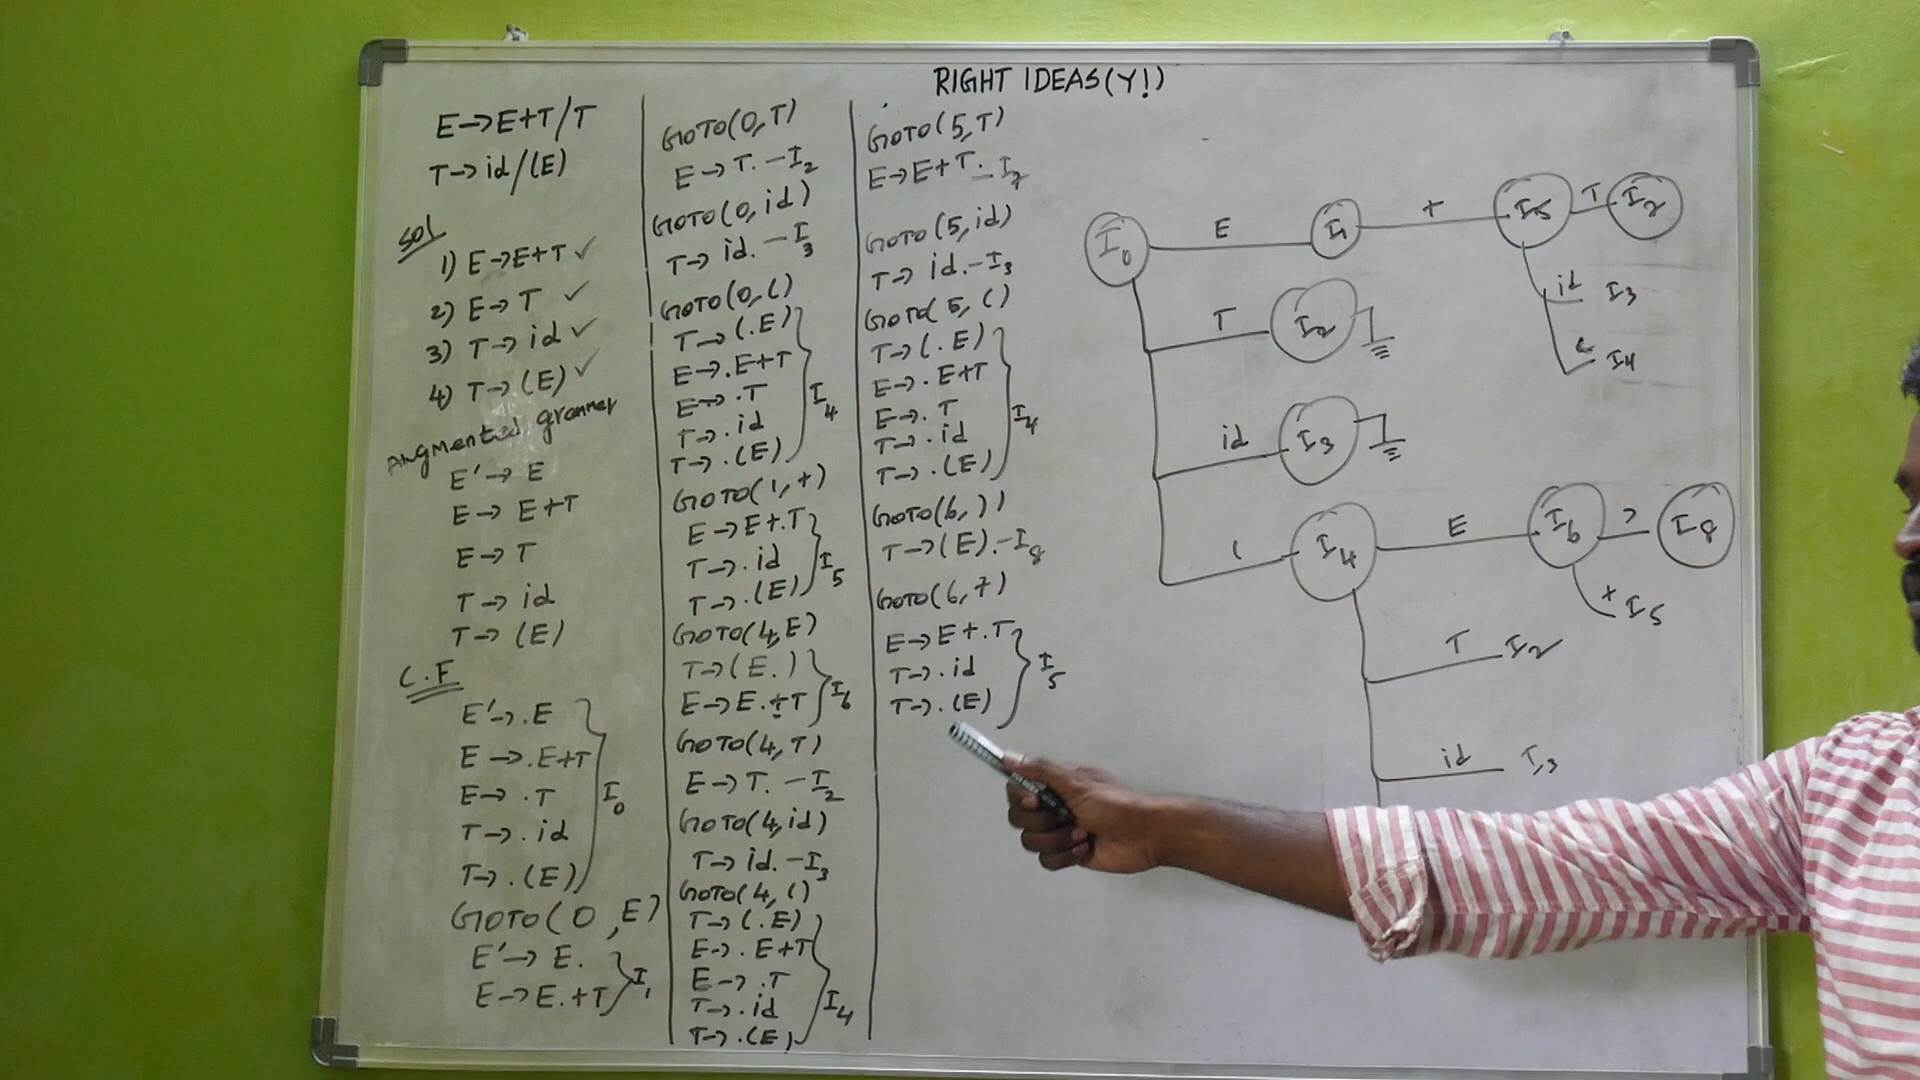 RIGHT IDEAS(Y!)
E→E+T/T
T→id/(E)
Sol
1) E→E+T ✓
2) E→T ✓
3) T→id ✓
4) T→(E) ✓
Augmented grammer
E'→E
E→E+T
E→T
T→id
T→(E)
C.F
E'→.E
E→.E+T
E→.T
T→.id
T→.(E)
I0
GOTO(0,E)
E'→E.
E→E.+T
I1
GOTO(0,T)
E→T. -I2
GOTO(0,id)
T→id. -I3
GOTO(0,()
T→(.E)
E→.E+T
E→.T
T→.id
T→.(E)
I4
GOTO(1,+)
E→E+.T
T→.id
T→.(E)
I5
GOTO(4,E)
T→(E.)
E→E.+T
I6
GOTO(4,T)
E→T. -I2
GOTO(4,id)
T→id. -I3
GOTO(4,()
T→(.E)
E→.E+T
E→.T
T→.id
T→.(E)
I4
GOTO(5,T)
E→E+T. -I7
GOTO(5,id)
T→id. -I3
GOTO(5,()
T→(.E)
E→.E+T
E→.T
T→.id
T→.(E)
I4
GOTO(6,))
T→(E). -I8
GOTO(6,+)
E→E+.T
T→.id
T→.(E)
I5
I0 E I1 + I5 T I7
id I3
( I4
T I2
id I3
( I4 E I6 ) I8
+ I5
T I2
id I3